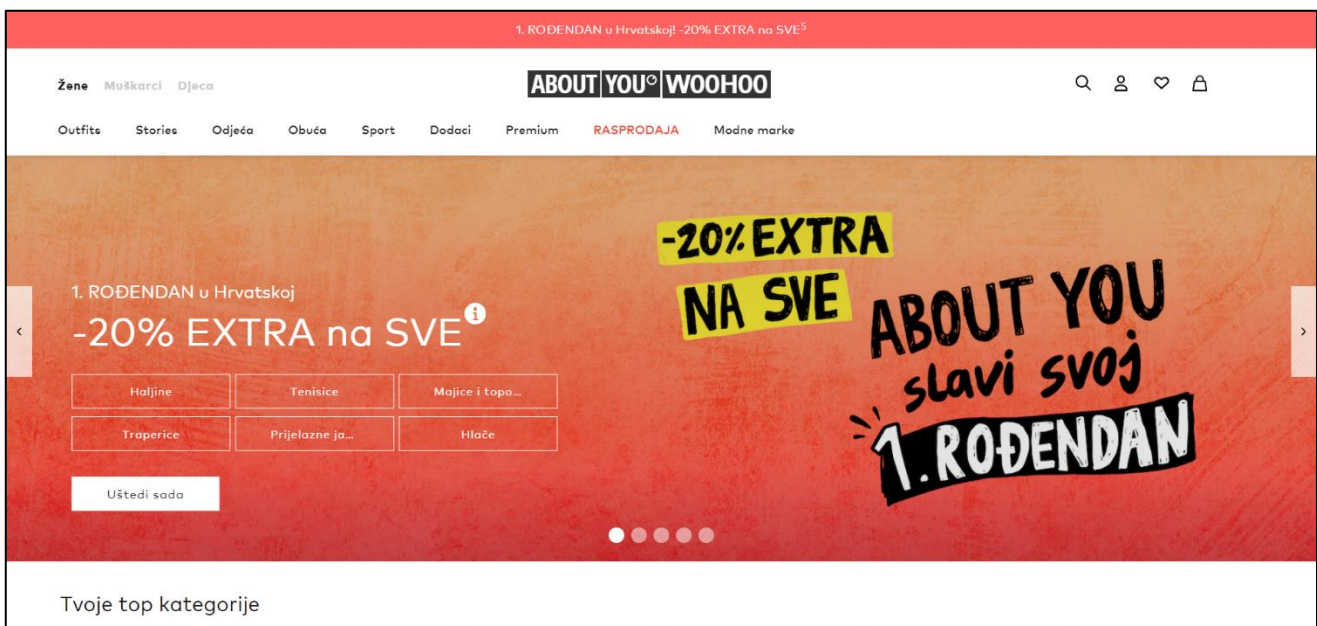 1. ROĐENDAN u Hrvatskoj! -20% EXTRA na SVE⁵
Žene Muškarci Djeca
ABOUT YOU° WOOHOO
Outfits Stories Odjeća Obuća Sport Dodaci Premium RASPRODAJA Modne marke
1. ROĐENDAN u Hrvatskoj
-20% EXTRA na SVE i
Haljine Tenisice Majice i topo...
Traperice Prijelazne ja... Hlače
Uštedi sada
-20% EXTRA
NA SVE
ABOUT YOU
slavi svoj
1. ROĐENDAN
Tvoje top kategorije